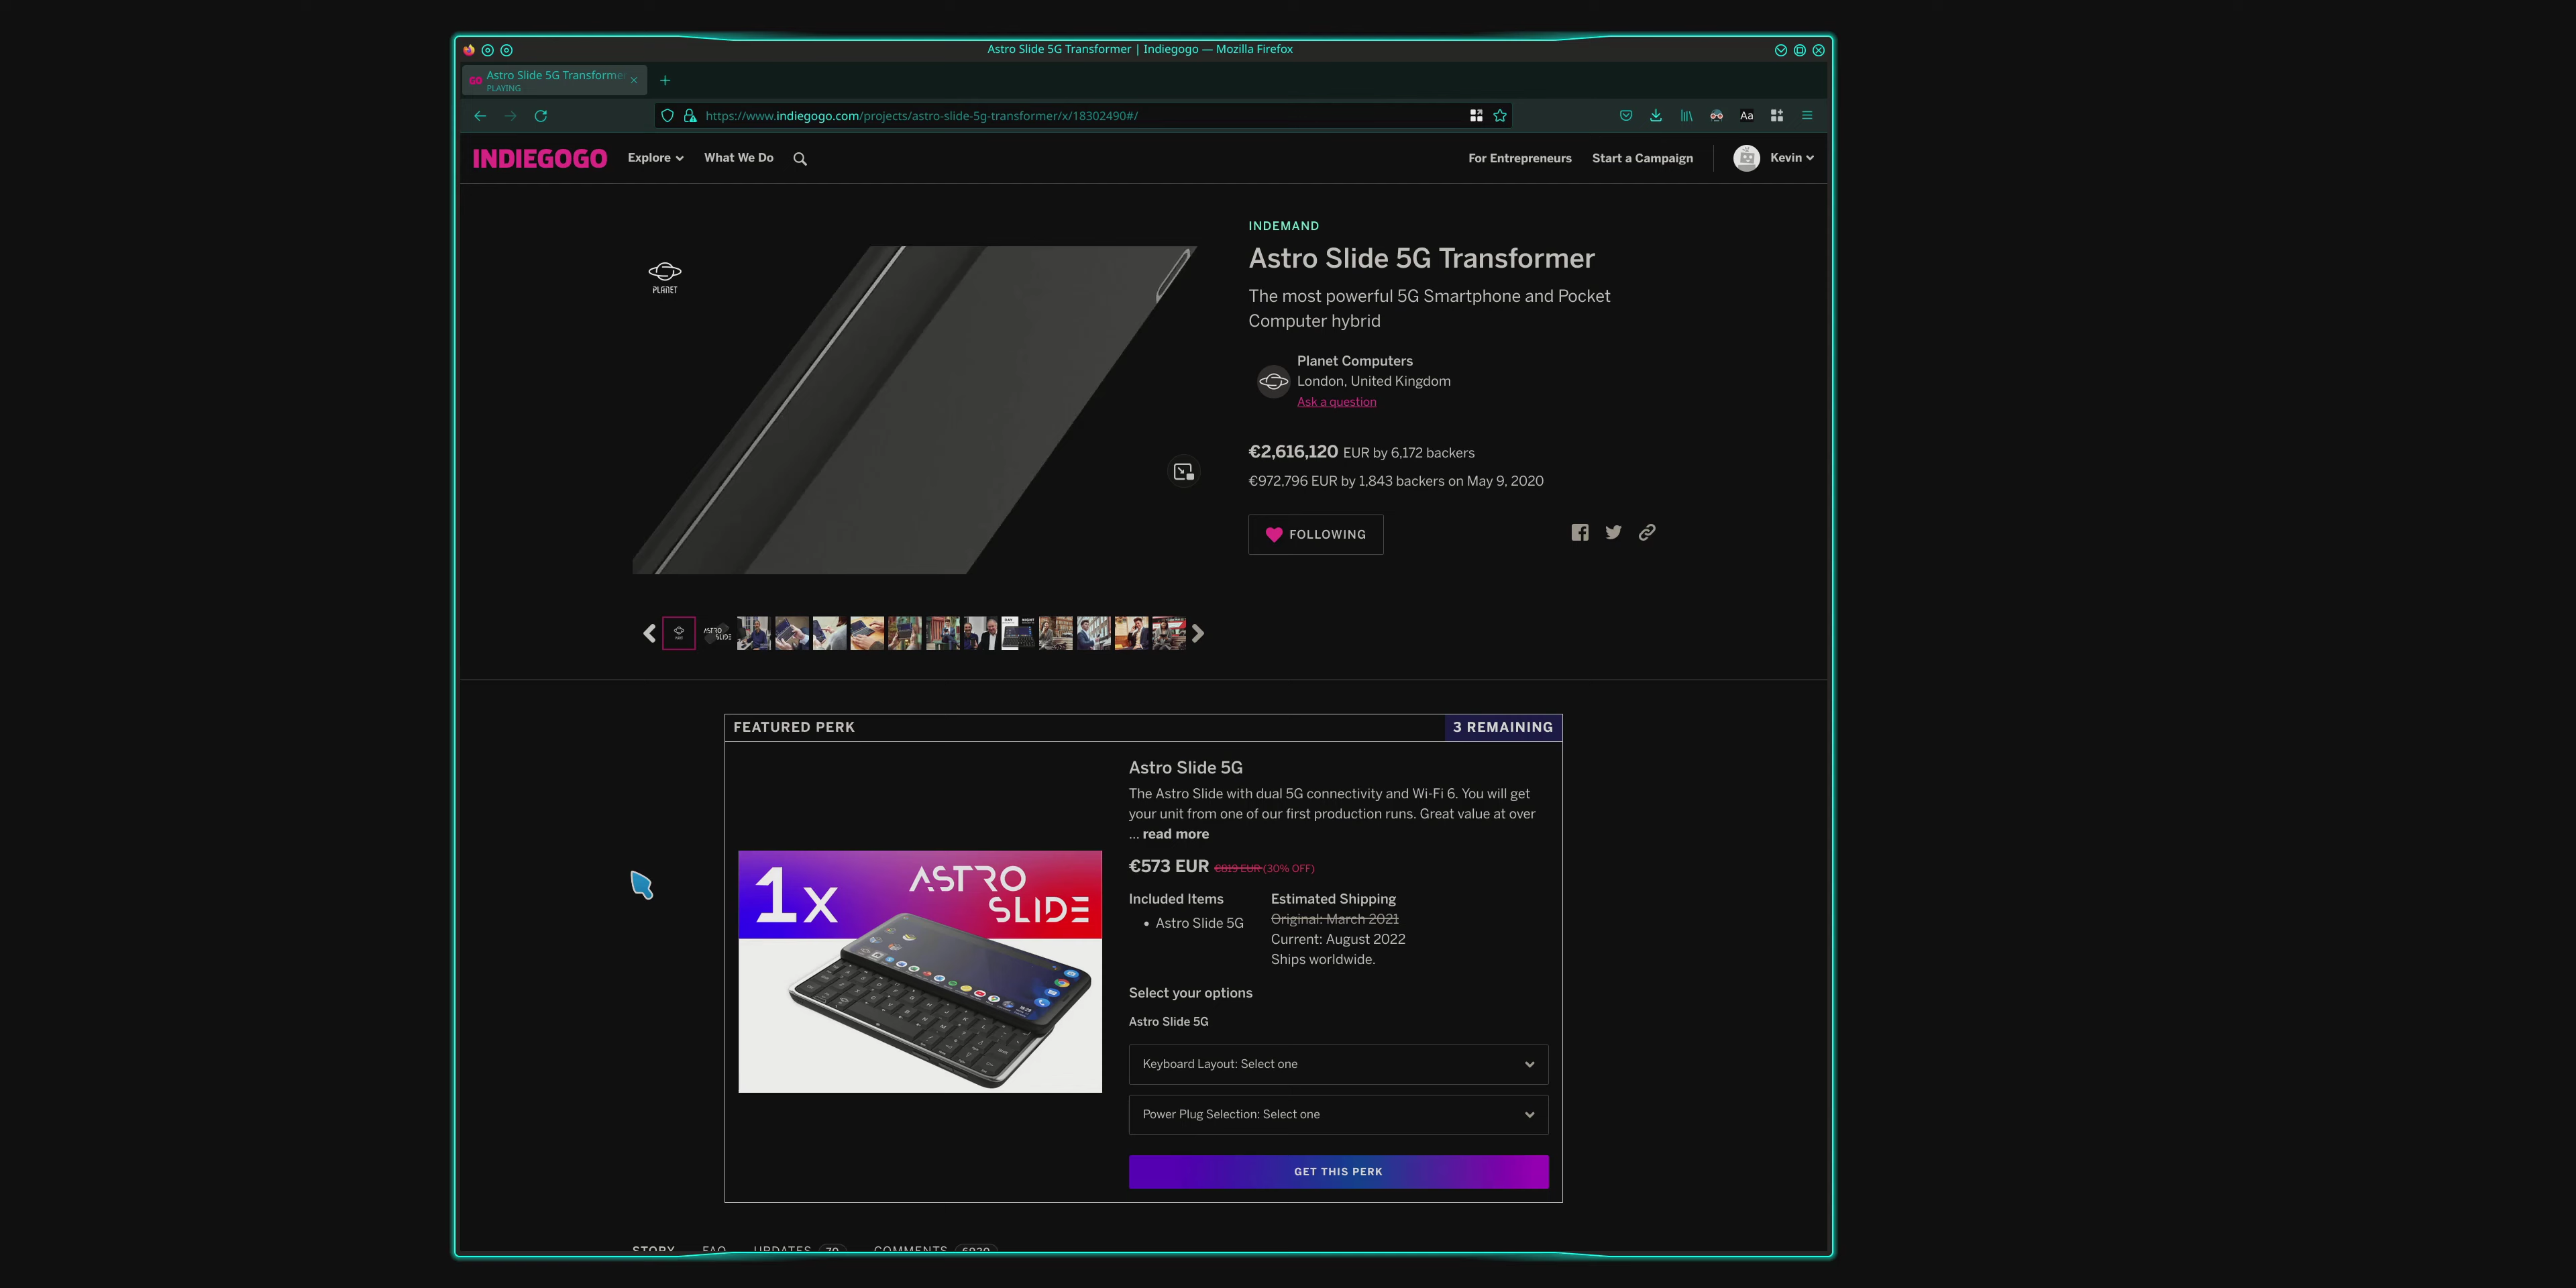 Astro Slide 5G Transformer | Indiegogo — Mozilla Firefox
GO Astro Slide 5G Transformer
PLAYING
https://www.indiegogo.com/projects/astro-slide-5g-transformer/x/18302490#/
Aa
INDIEGOGO Explore What We Do
For Entrepreneurs Start a Campaign Kevin
PLANET
INDEMAND
Astro Slide 5G Transformer
The most powerful 5G Smartphone and Pocket
Computer hybrid
Planet Computers
London, United Kingdom
Ask a question
€2,616,120 EUR by 6,172 backers
€972,796 EUR by 1,843 backers on May 9, 2020
FOLLOWING
ASTRO
SLIDE
FEATURED PERK 3 REMAINING
1x ASTRO
SLIDE
Astro Slide 5G
The Astro Slide with dual 5G connectivity and Wi-Fi 6. You will get
your unit from one of our first production runs. Great value at over
... read more
€573 EUR €819 EUR (30% OFF)
Included Items
• Astro Slide 5G
Estimated Shipping
Original: March 2021
Current: August 2022
Ships worldwide.
Select your options
Astro Slide 5G
Keyboard Layout: Select one
Power Plug Selection: Select one
GET THIS PERK
STORY FAQ UPDATES 70 COMMENTS